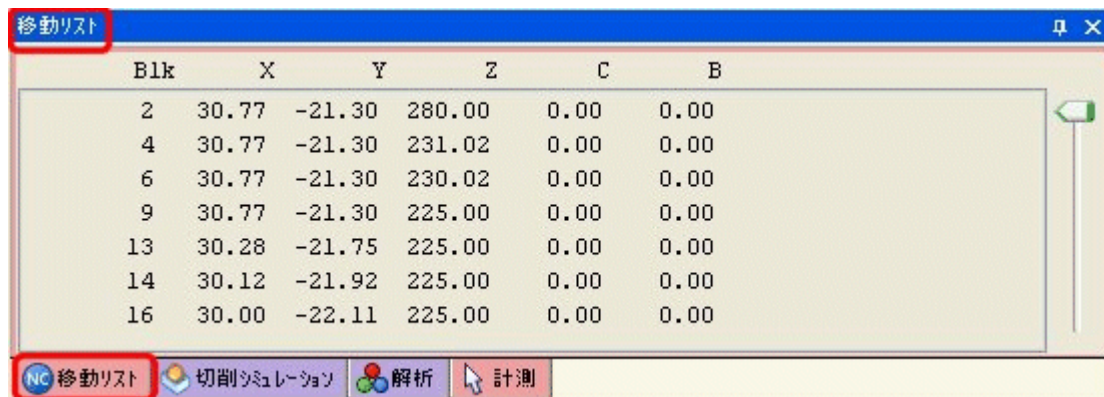 移動リスト
Blk X Y Z C B
2 30.77 -21.30 280.00 0.00 0.00
4 30.77 -21.30 231.02 0.00 0.00
6 30.77 -21.30 230.02 0.00 0.00
9 30.77 -21.30 225.00 0.00 0.00
13 30.28 -21.75 225.00 0.00 0.00
14 30.12 -21.92 225.00 0.00 0.00
16 30.00 -22.11 225.00 0.00 0.00
NC 移動リスト 切削シミュレーション 解析 計測